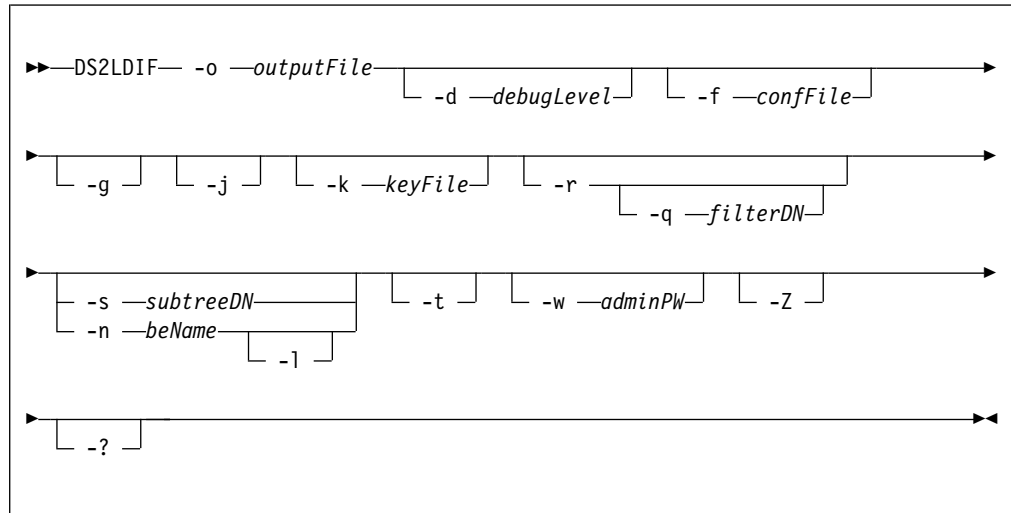 DS2LDIF -o outputFile
-d debugLevel -f confFile
-g -j -k keyFile -r
-q filterDN
-s subtreeDN -t -w adminPW -Z
-n beName
-l
-?